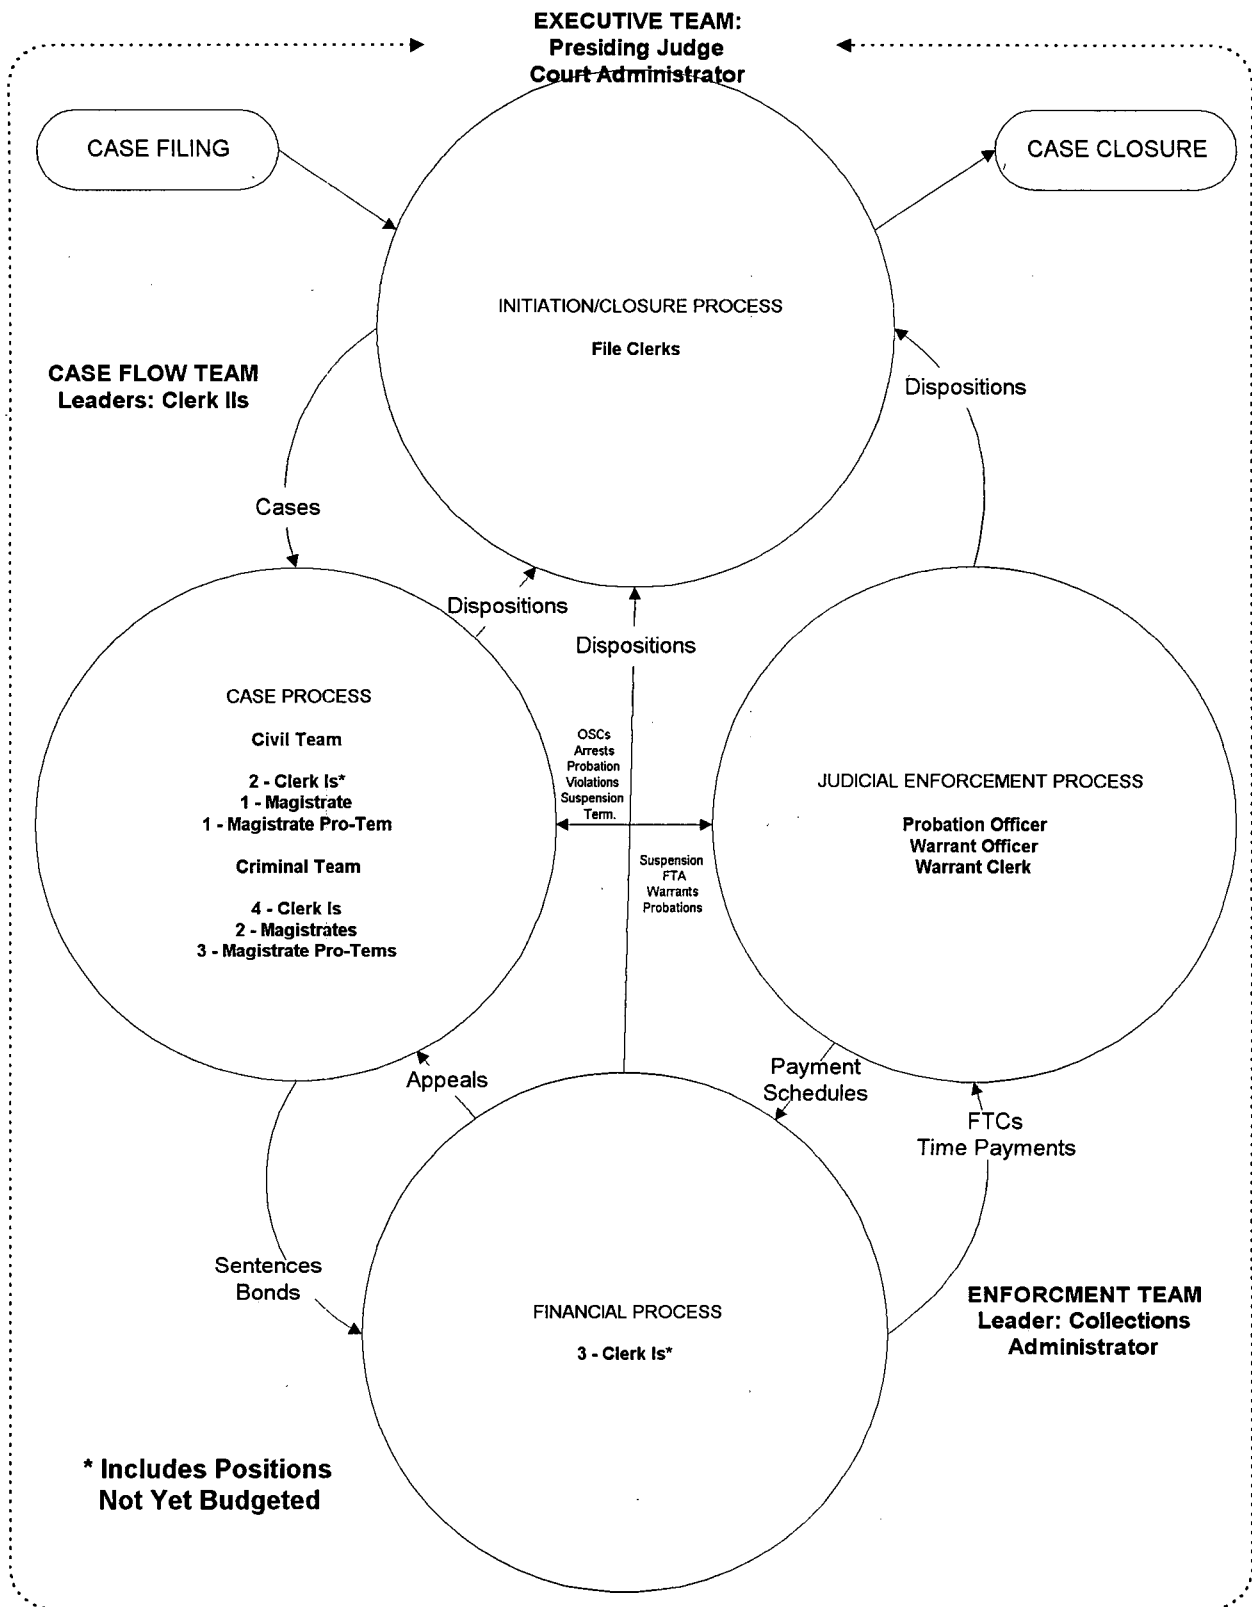 EXECUTIVE TEAM:
Presiding Judge
Court Administrator
CASE FILING
CASE CLOSURE
INITIATION/CLOSURE PROCESS
File Clerks
CASE FLOW TEAM
Leaders: Clerk IIs
Dispositions
Cases
Dispositions
Dispositions
CASE PROCESS
Civil Team
2 - Clerk Is*
1 - Magistrate
1 - Magistrate Pro-Tem
Criminal Team
4 - Clerk Is
2 - Magistrates
3 - Magistrate Pro-Tems
OSCs
Arrests
Probation
Violations
Suspension
Term.
Suspension
FTA
Warrants
Probations
JUDICIAL ENFORCEMENT PROCESS
Probation Officer
Warrant Officer
Warrant Clerk
Appeals
Payment
Schedules
FTCs
Time Payments
Sentences
Bonds
FINANCIAL PROCESS
3 - Clerk Is*
ENFORCMENT TEAM
Leader: Collections
Administrator
* Includes Positions
Not Yet Budgeted